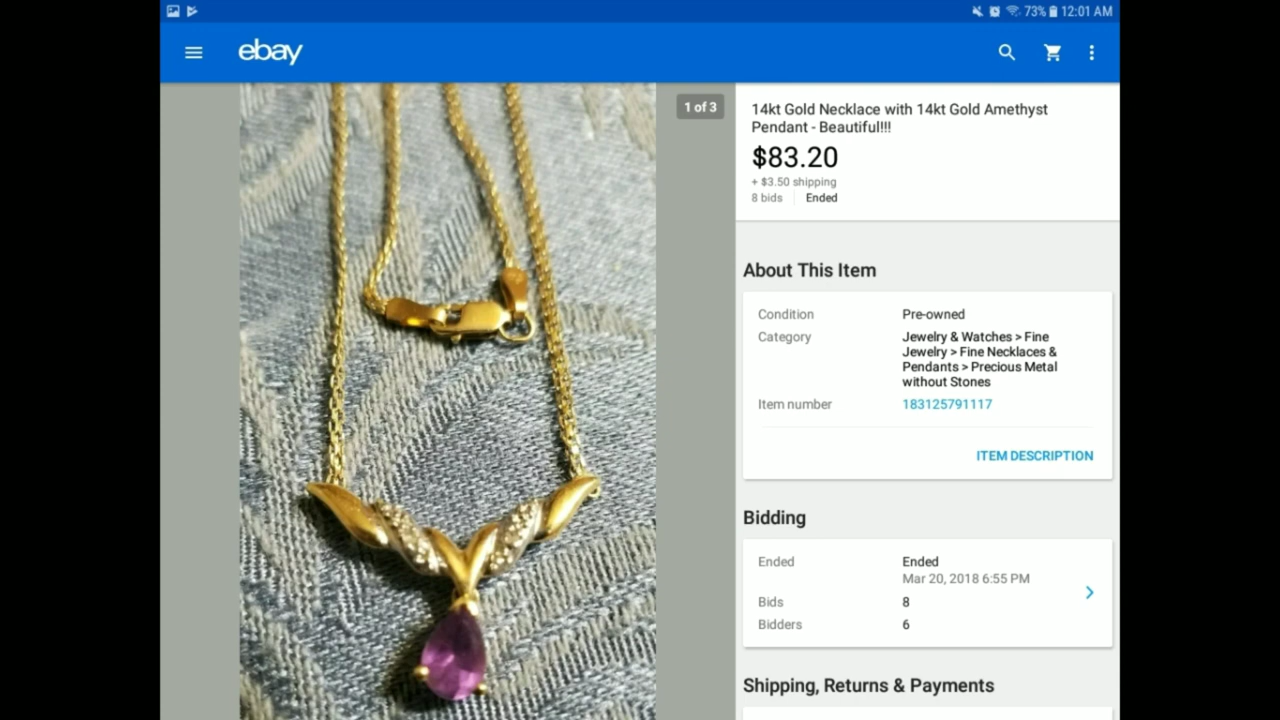 73% 12:01 AM
ebay
1 of 3
14kt Gold Necklace with 14kt Gold Amethyst
Pendant - Beautiful!!!
$83.20
+ $3.50 shipping
8 bids Ended
About This Item
Condition Pre-owned
Category Jewelry & Watches > Fine
Jewelry > Fine Necklaces &
Pendants > Precious Metal
without Stones
Item number 183125791117
ITEM DESCRIPTION
Bidding
Ended Ended
Mar 20, 2018 6:55 PM
Bids 8
Bidders 6
Shipping, Returns & Payments